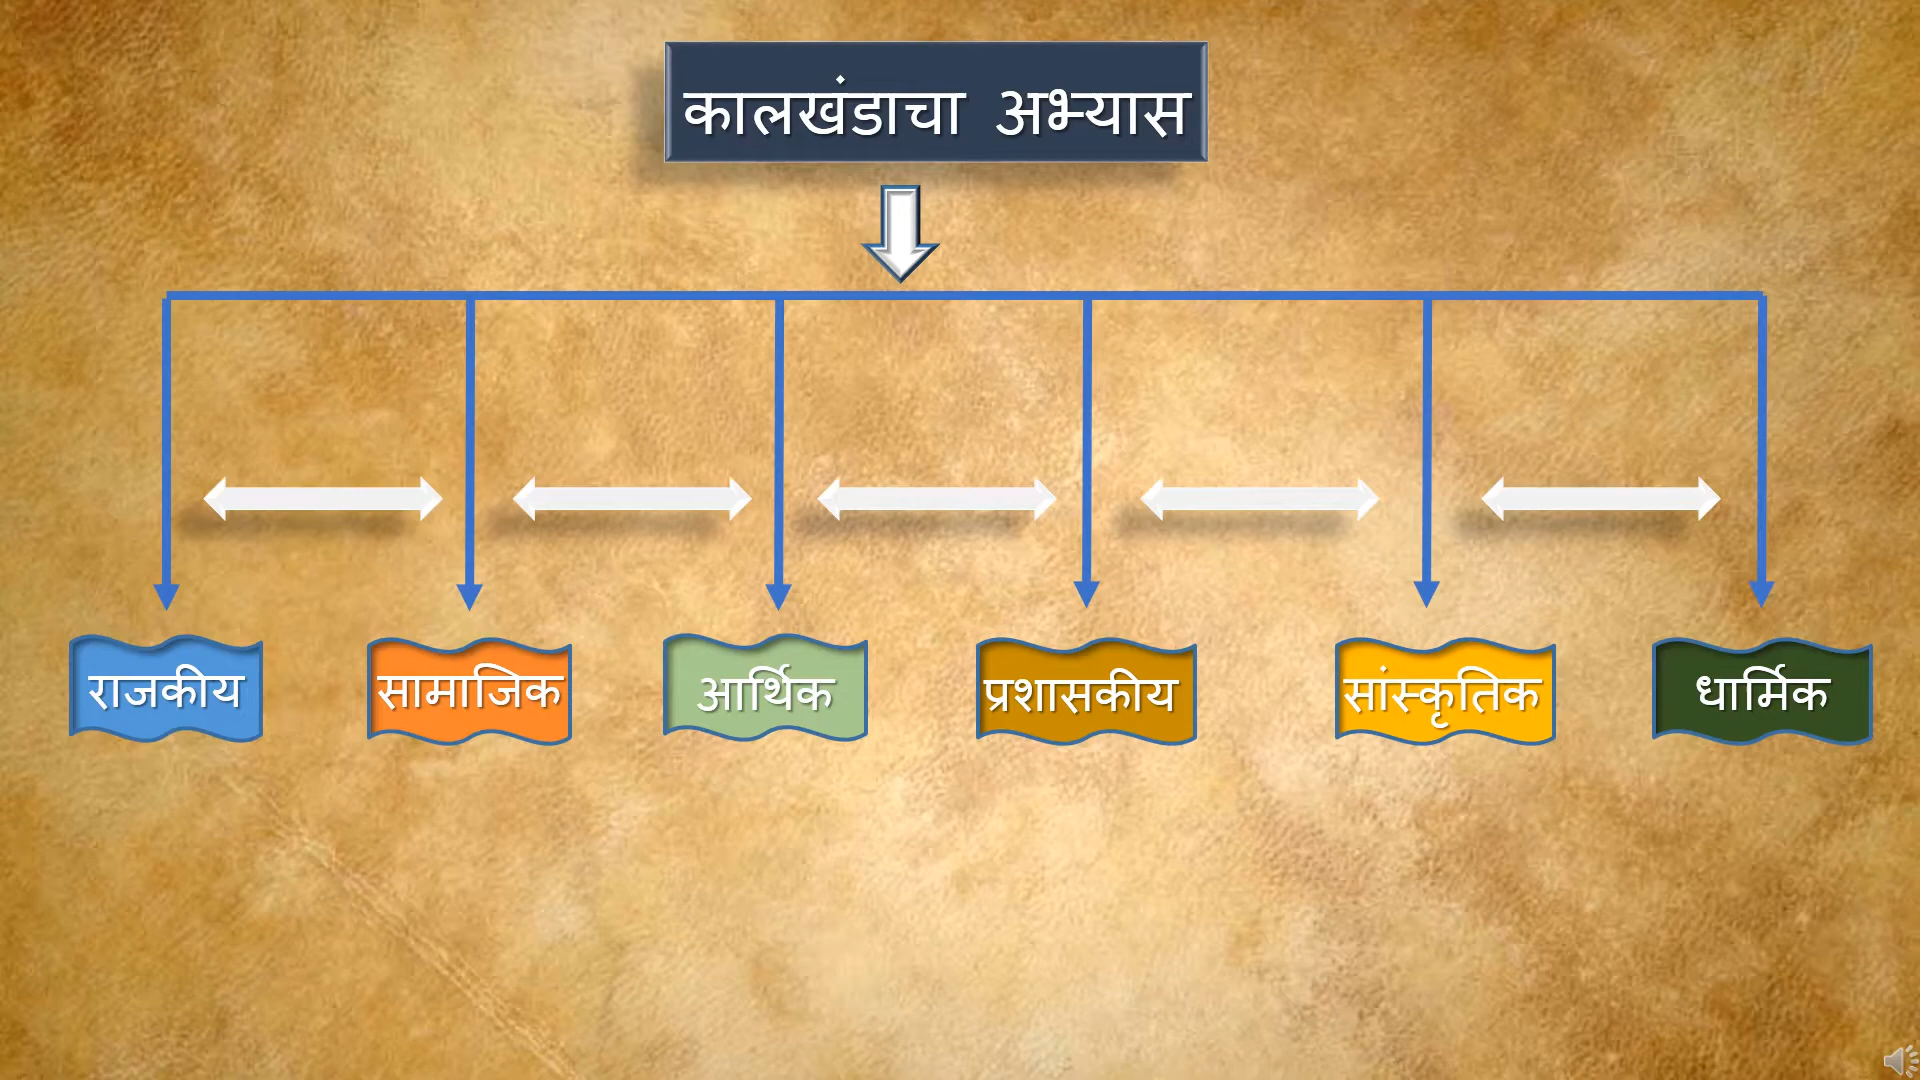 कालखंडाचा अभ्यास
राजकीय
सामाजिक
आर्थिक
प्रशासकीय
सांस्कृतिक
धार्मिक